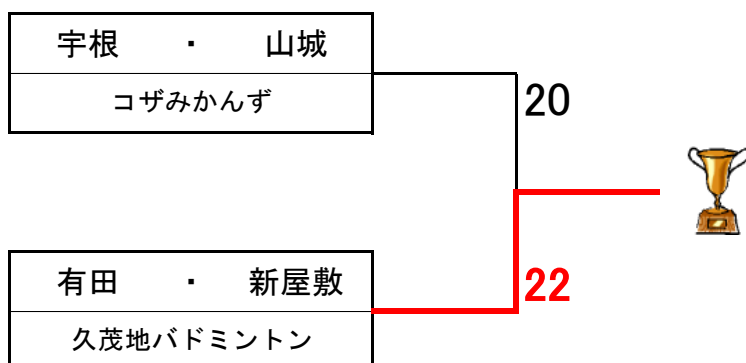 宇根　・　山城
コザみかんず
20
有田　・　新屋敷
22
久茂地バドミントン